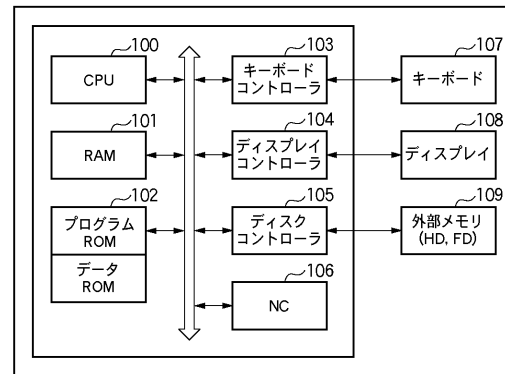 100
CPU
101
RAM
102
プログラム
ROM
データ
ROM
103
キーボード
コントローラ
104
ディスプレイ
コントローラ
105
ディスク
コントローラ
106
NC
107
キーボード
108
ディスプレイ
109
外部メモリ
(HD, FD)